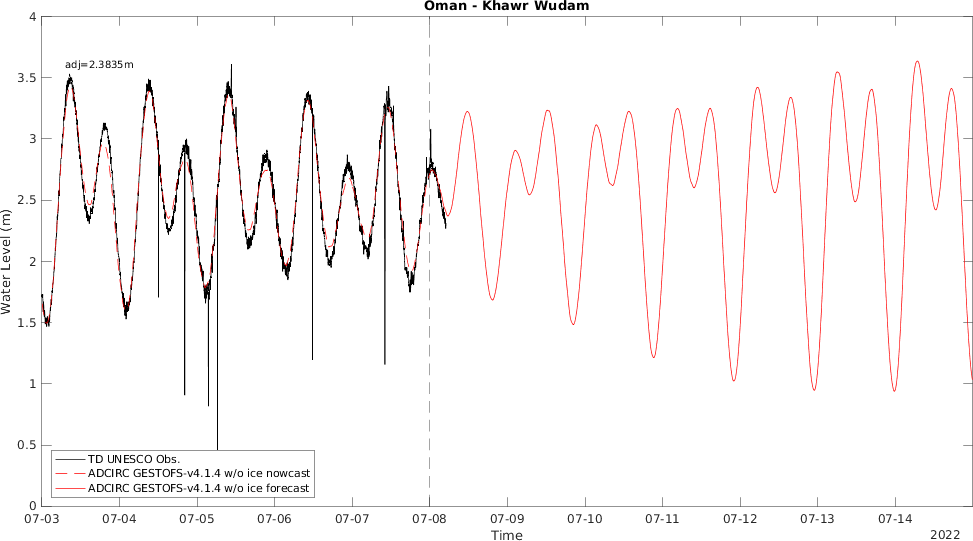 Oman - Khawr Wudam
adj=2.3835m
Water Level (m)
4
3.5
3
2.5
2
1.5
1
0.5
0
TD UNESCO Obs.
ADCIRC GESTOFS-v4.1.4 w/o ice nowcast
ADCIRC GESTOFS-v4.1.4 w/o ice forecast
07-03 07-04 07-05 07-06 07-07 07-08 07-09 07-10 07-11 07-12 07-13 07-14
Time
2022